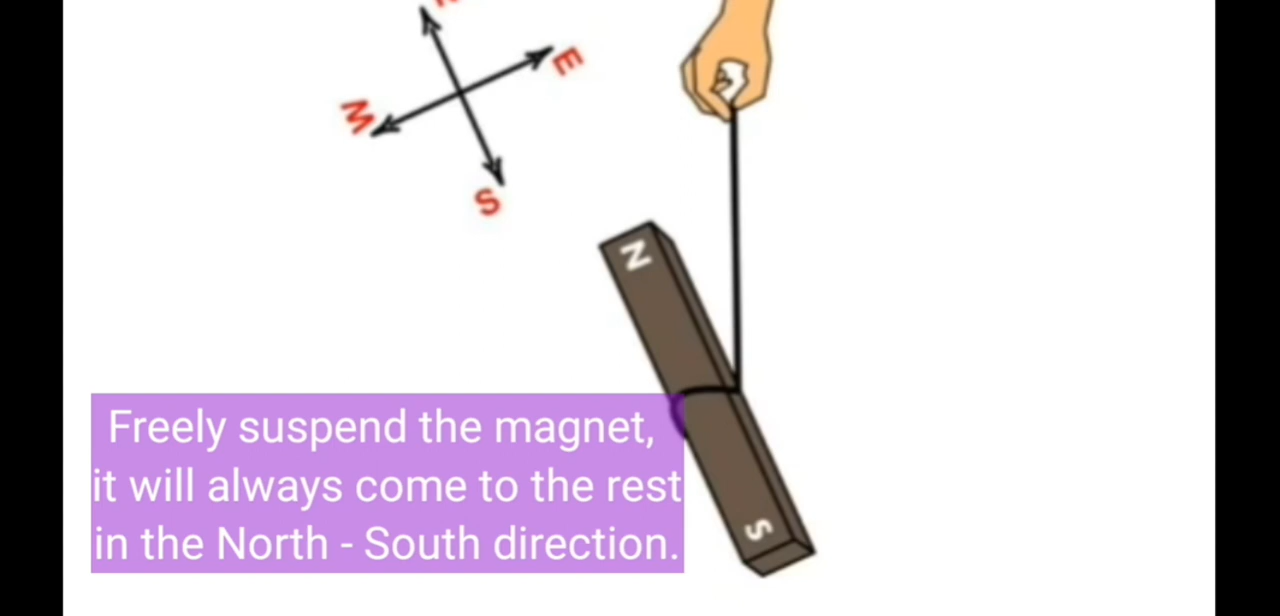 E
W
S
N
Freely suspend the magnet,
it will always come to the rest
in the North - South direction.
S